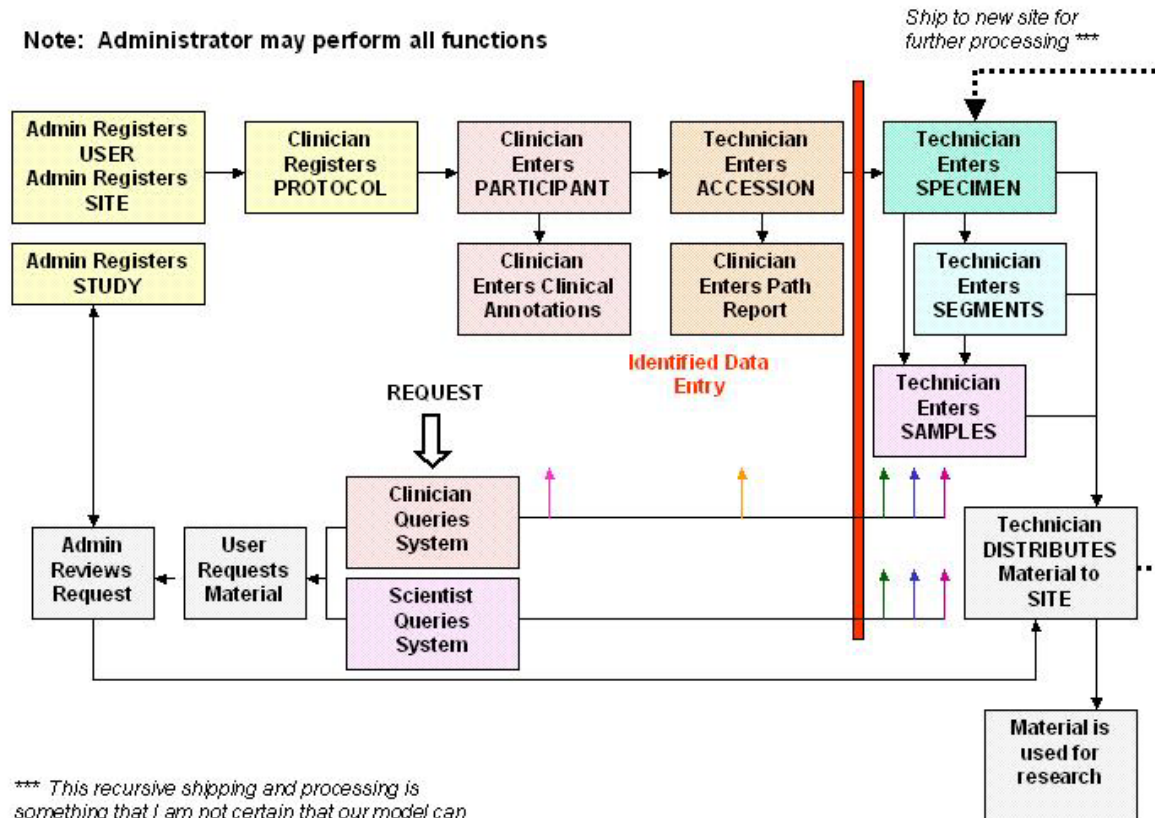 Note: Administrator may perform all functions
Ship to new site for
further processing ***
Admin Registers
USER
Admin Registers
SITE
Clinician
Registers
PROTOCOL
Clinician
Enters
PARTICIPANT
Technician
Enters
ACCESSION
Technician
Enters
SPECIMEN
Admin Registers
STUDY
Clinician
Enters Clinical
Annotations
Clinician
Enters Path
Report
Technician
Enters
SEGMENTS
Identified Data
Entry
Technician
Enters
SAMPLES
REQUEST
Clinician
Queries
System
Admin
Reviews
Request
User
Requests
Material
Scientist
Queries
System
Technician
DISTRIBUTES
Material to
SITE
Material is
used for
research
*** This recursive shipping and processing is
something that I am not certain that our model can